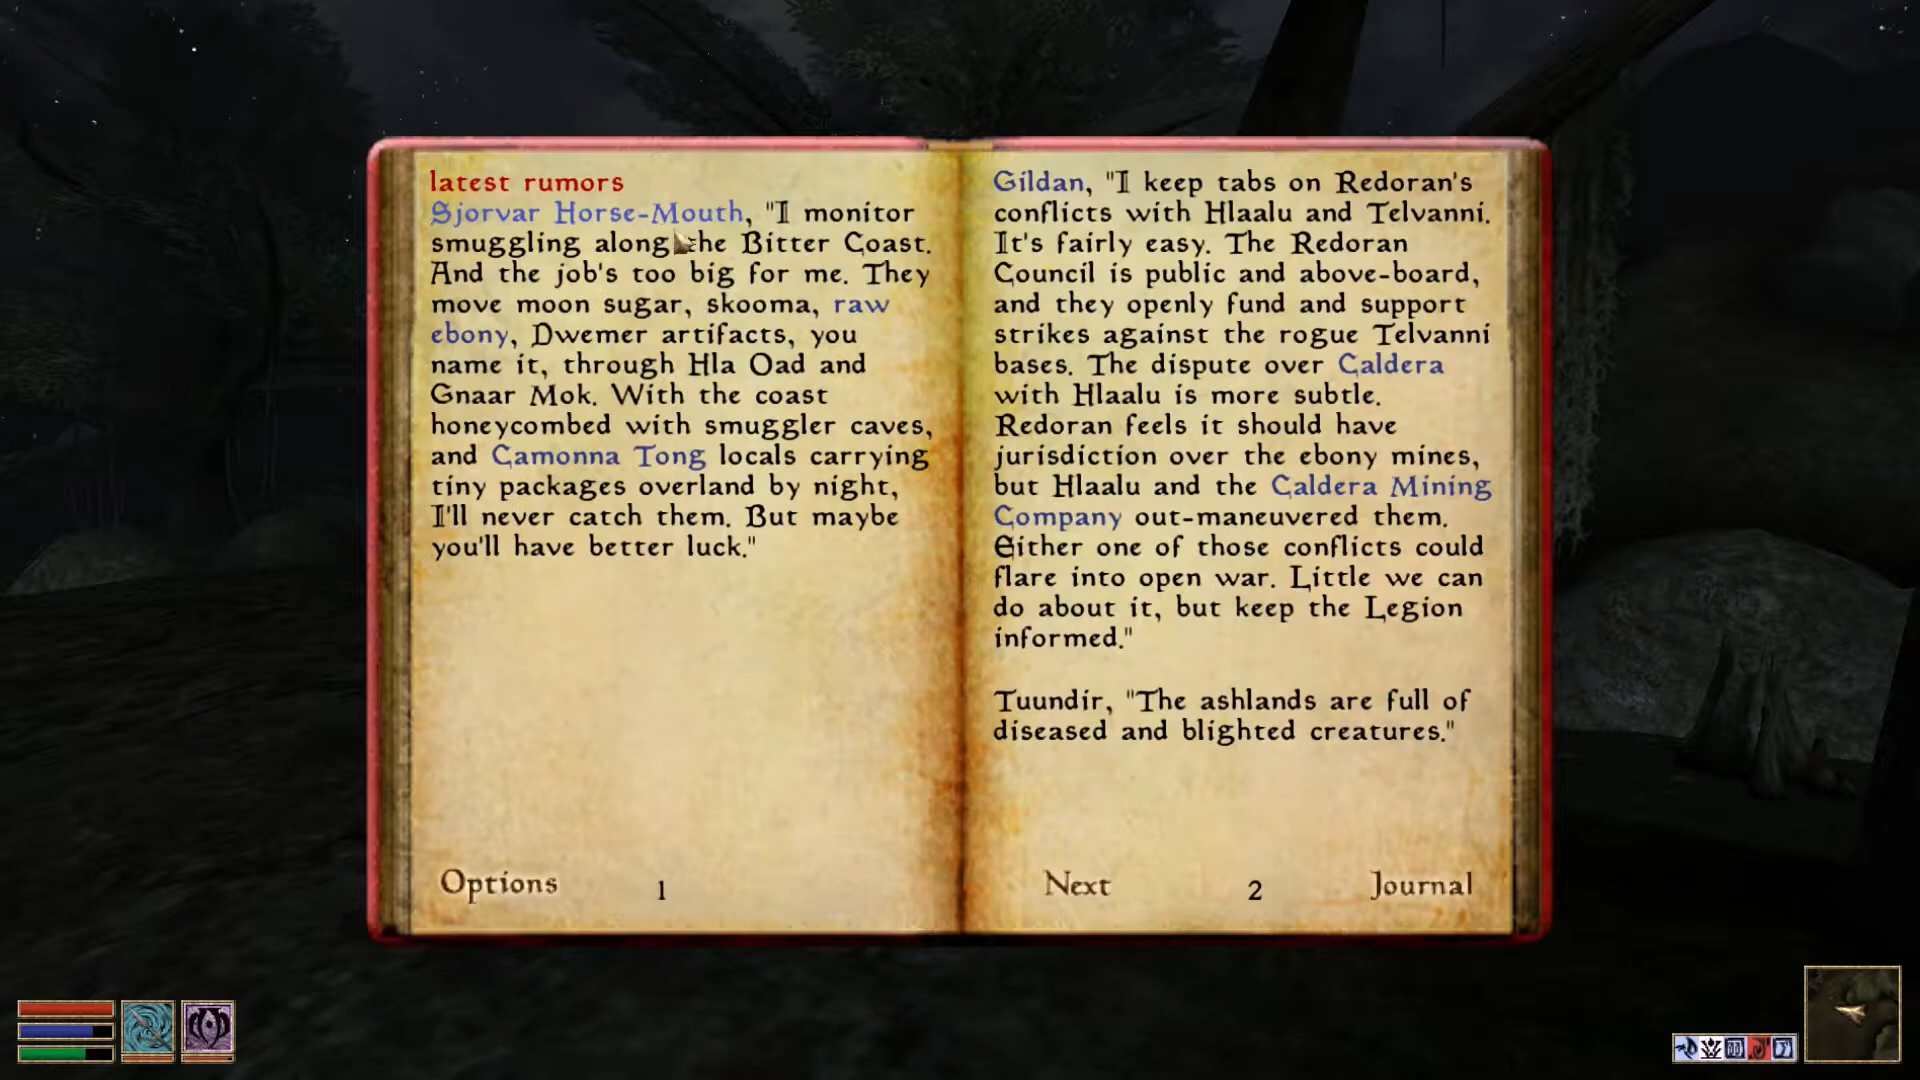 latest rumors
Sjorvar Horse-Mouth, "I monitor
smuggling along the Bitter Coast.
And the job's too big for me. They
move moon sugar, skooma, raw
ebony, Dwemer artifacts, you
name it, through Hla Oad and
Gnaar Mok. With the coast
honeycombed with smuggler caves,
and Camonna Tong locals carrying
tiny packages overland by night,
I'll never catch them. But maybe
you'll have better luck."
Gildan, "I keep tabs on Redoran's
conflicts with Hlaalu and Telvanni.
It's fairly easy. The Redoran
Council is public and above-board,
and they openly fund and support
strikes against the rogue Telvanni
bases. The dispute over Caldera
with Hlaalu is more subtle.
Redoran feels it should have
jurisdiction over the ebony mines,
but Hlaalu and the Caldera Mining
Company out-maneuvered them.
Either one of those conflicts could
flare into open war. Little we can
do about it, but keep the Legion
informed."
Tuundir, "The ashlands are full of
diseased and blighted creatures."
Options 1 Next 2 Journal